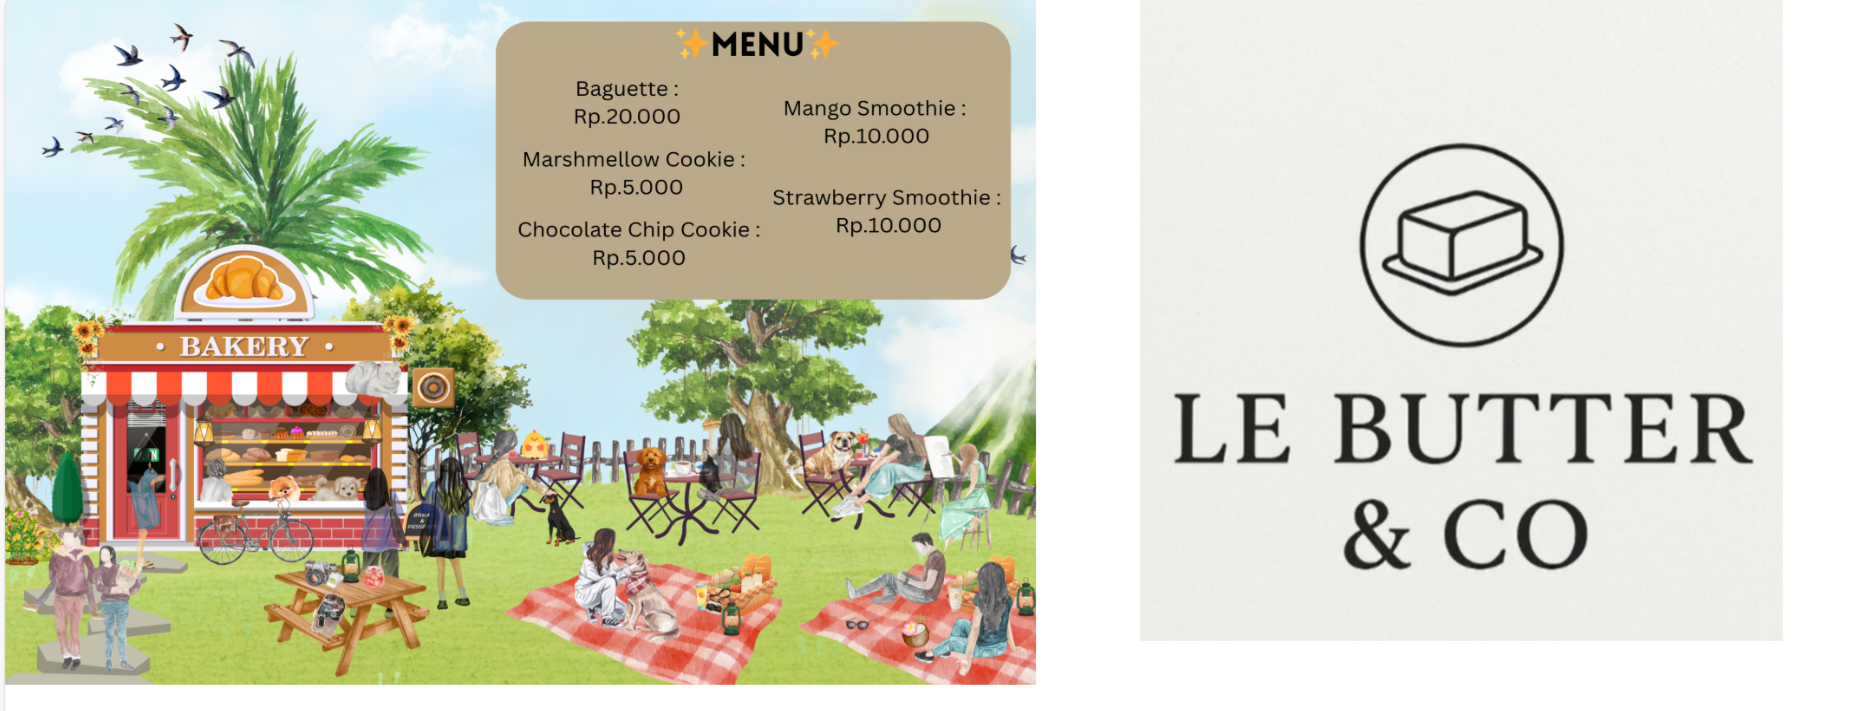 MENU
Baguette :
Rp.20.000
Marshmellow Cookie :
Rp.5.000
Chocolate Chip Cookie :
Rp.5.000
Mango Smoothie :
Rp.10.000
Strawberry Smoothie :
Rp.10.000
• BAKERY •
LE BUTTER
& CO